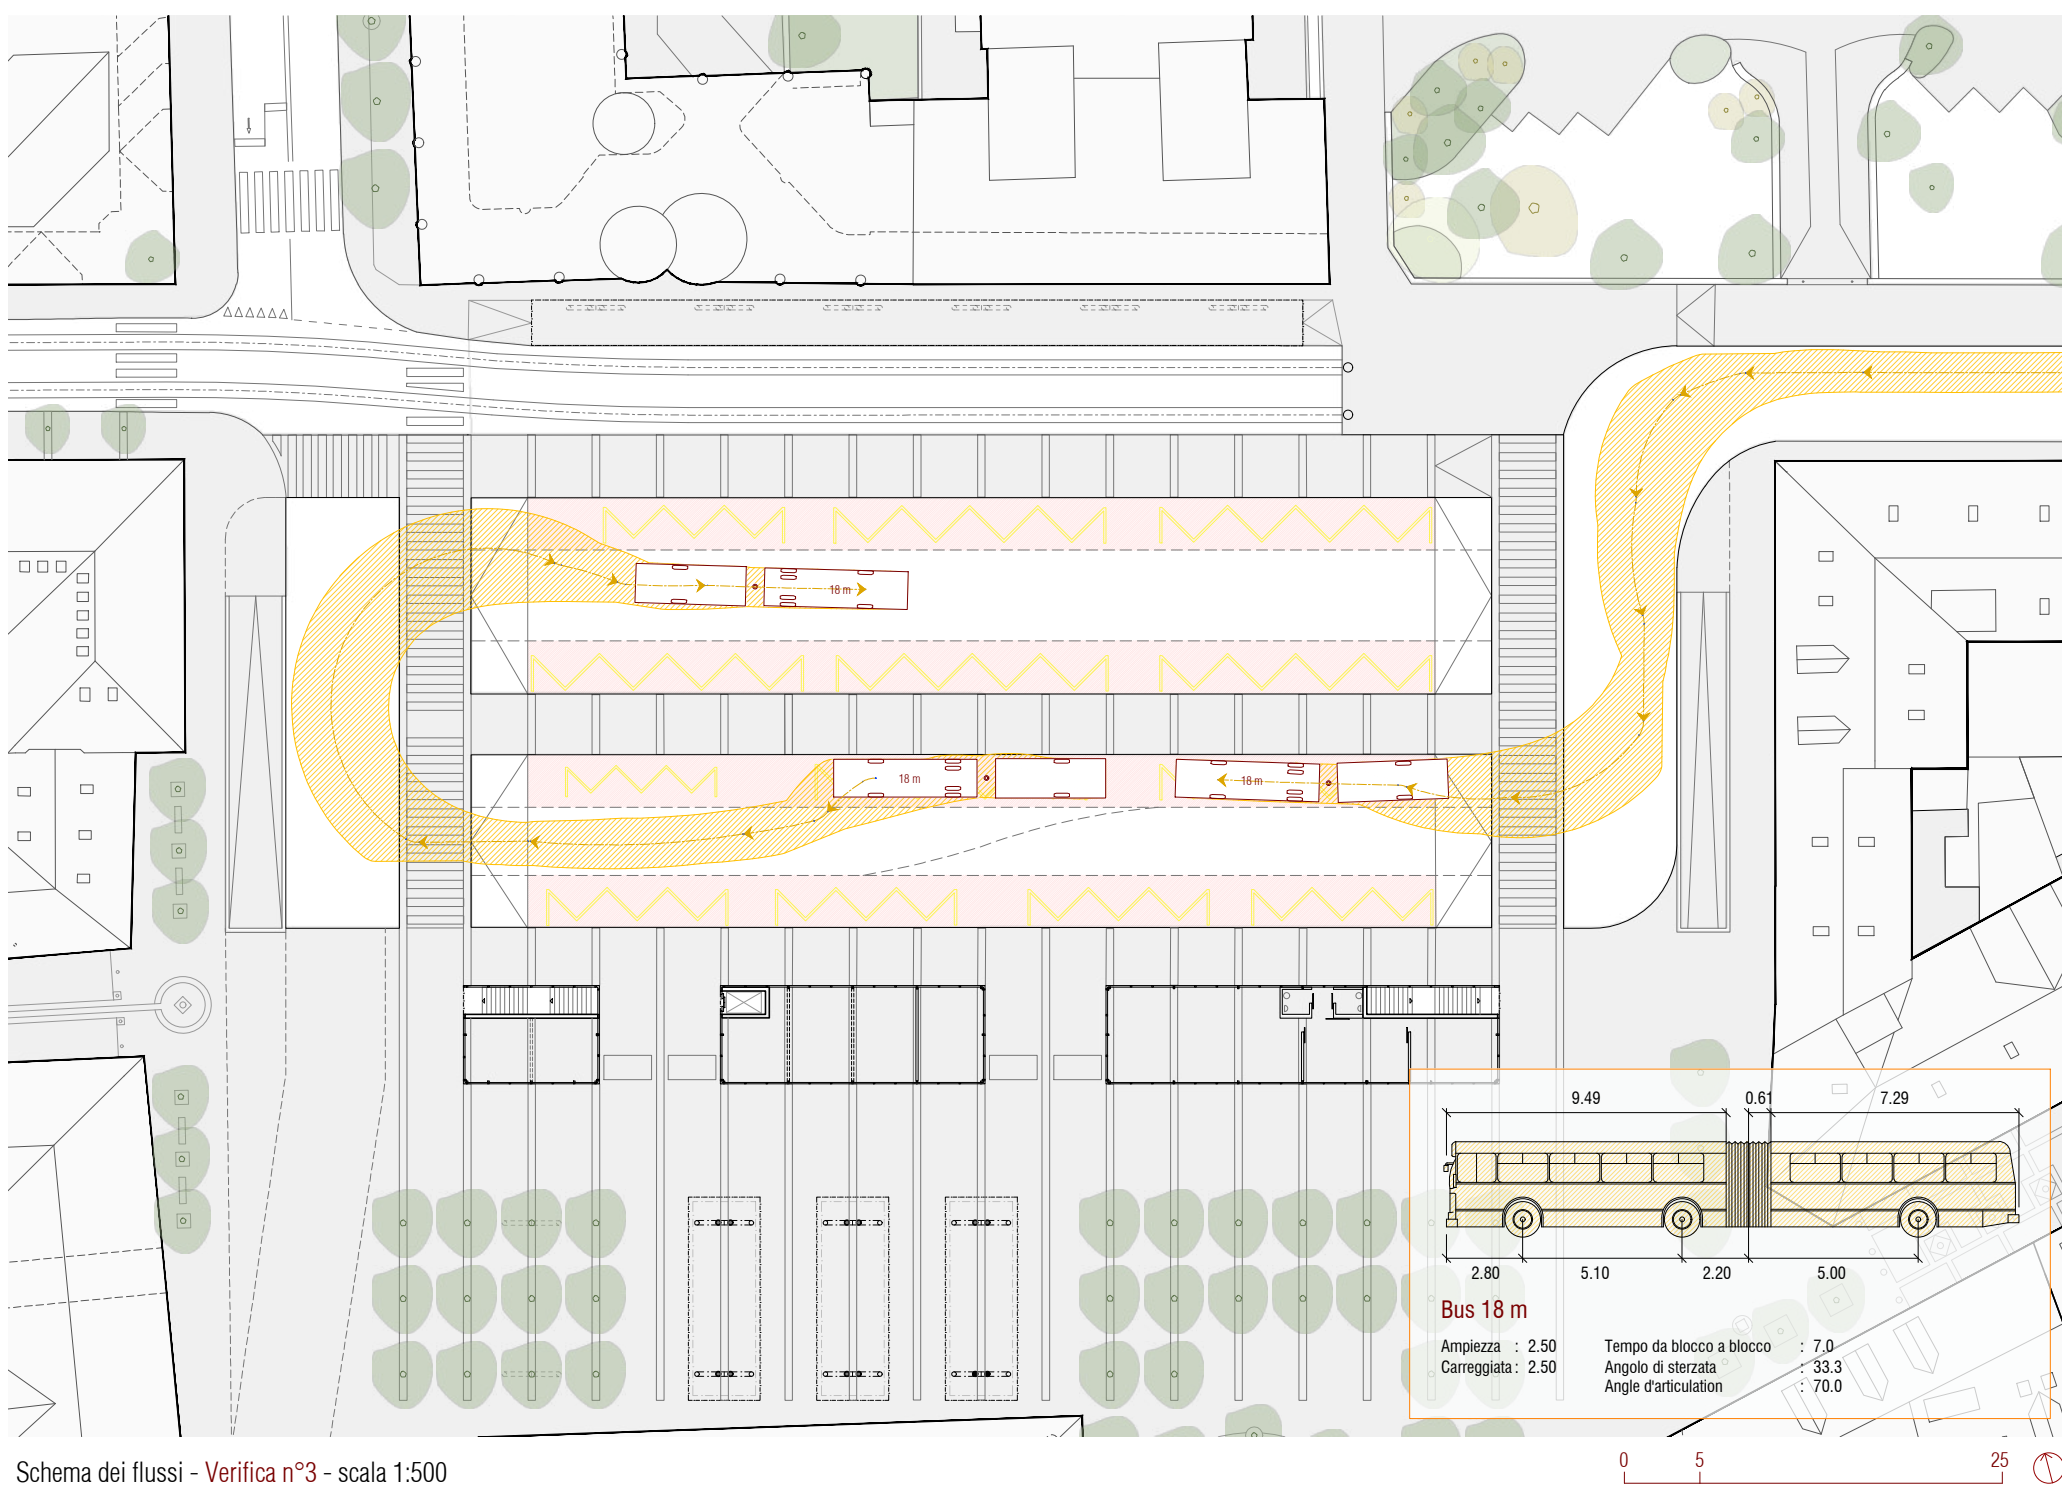 18 m
18 m
18 m
9.49 0.61 7.29
2.80 5.10 2.20 5.00
Bus 18 m
Ampiezza : 2.50 Tempo da blocco a blocco : 7.0
Carreggiata : 2.50 Angolo di sterzata : 33.3
Angle d'articulation : 70.0
Schema dei flussi - Verifica n°3 - scala 1:500
0 5 25